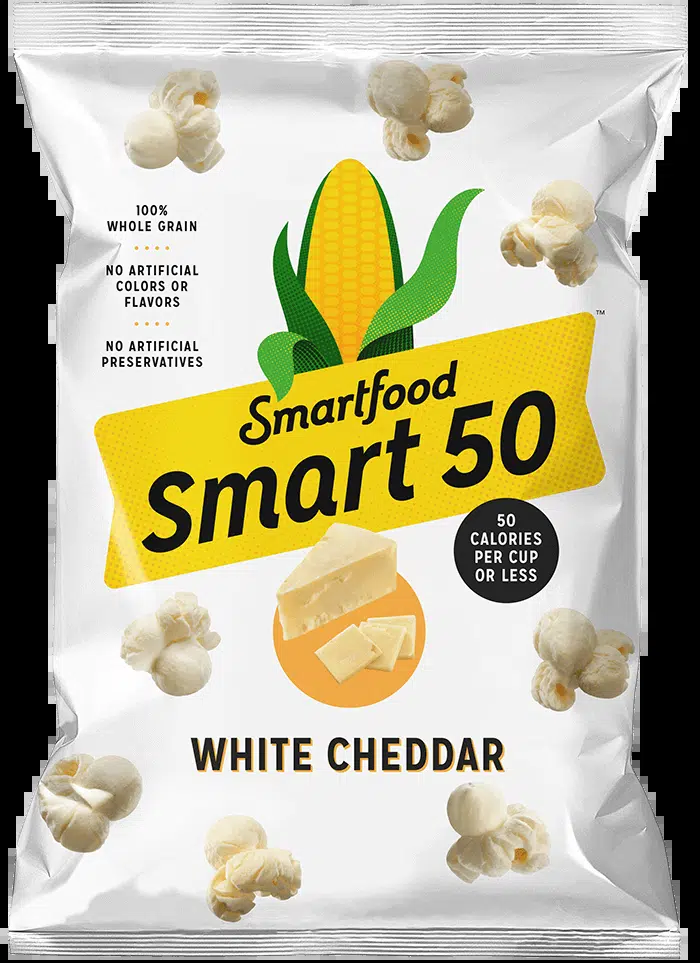 100%
WHOLE GRAIN
NO ARTIFICIAL
COLORS OR
FLAVORS
NO ARTIFICIAL
PRESERVATIVES
™
Smartfood
Smart 50
50
CALORIES
PER CUP
OR LESS
WHITE CHEDDAR